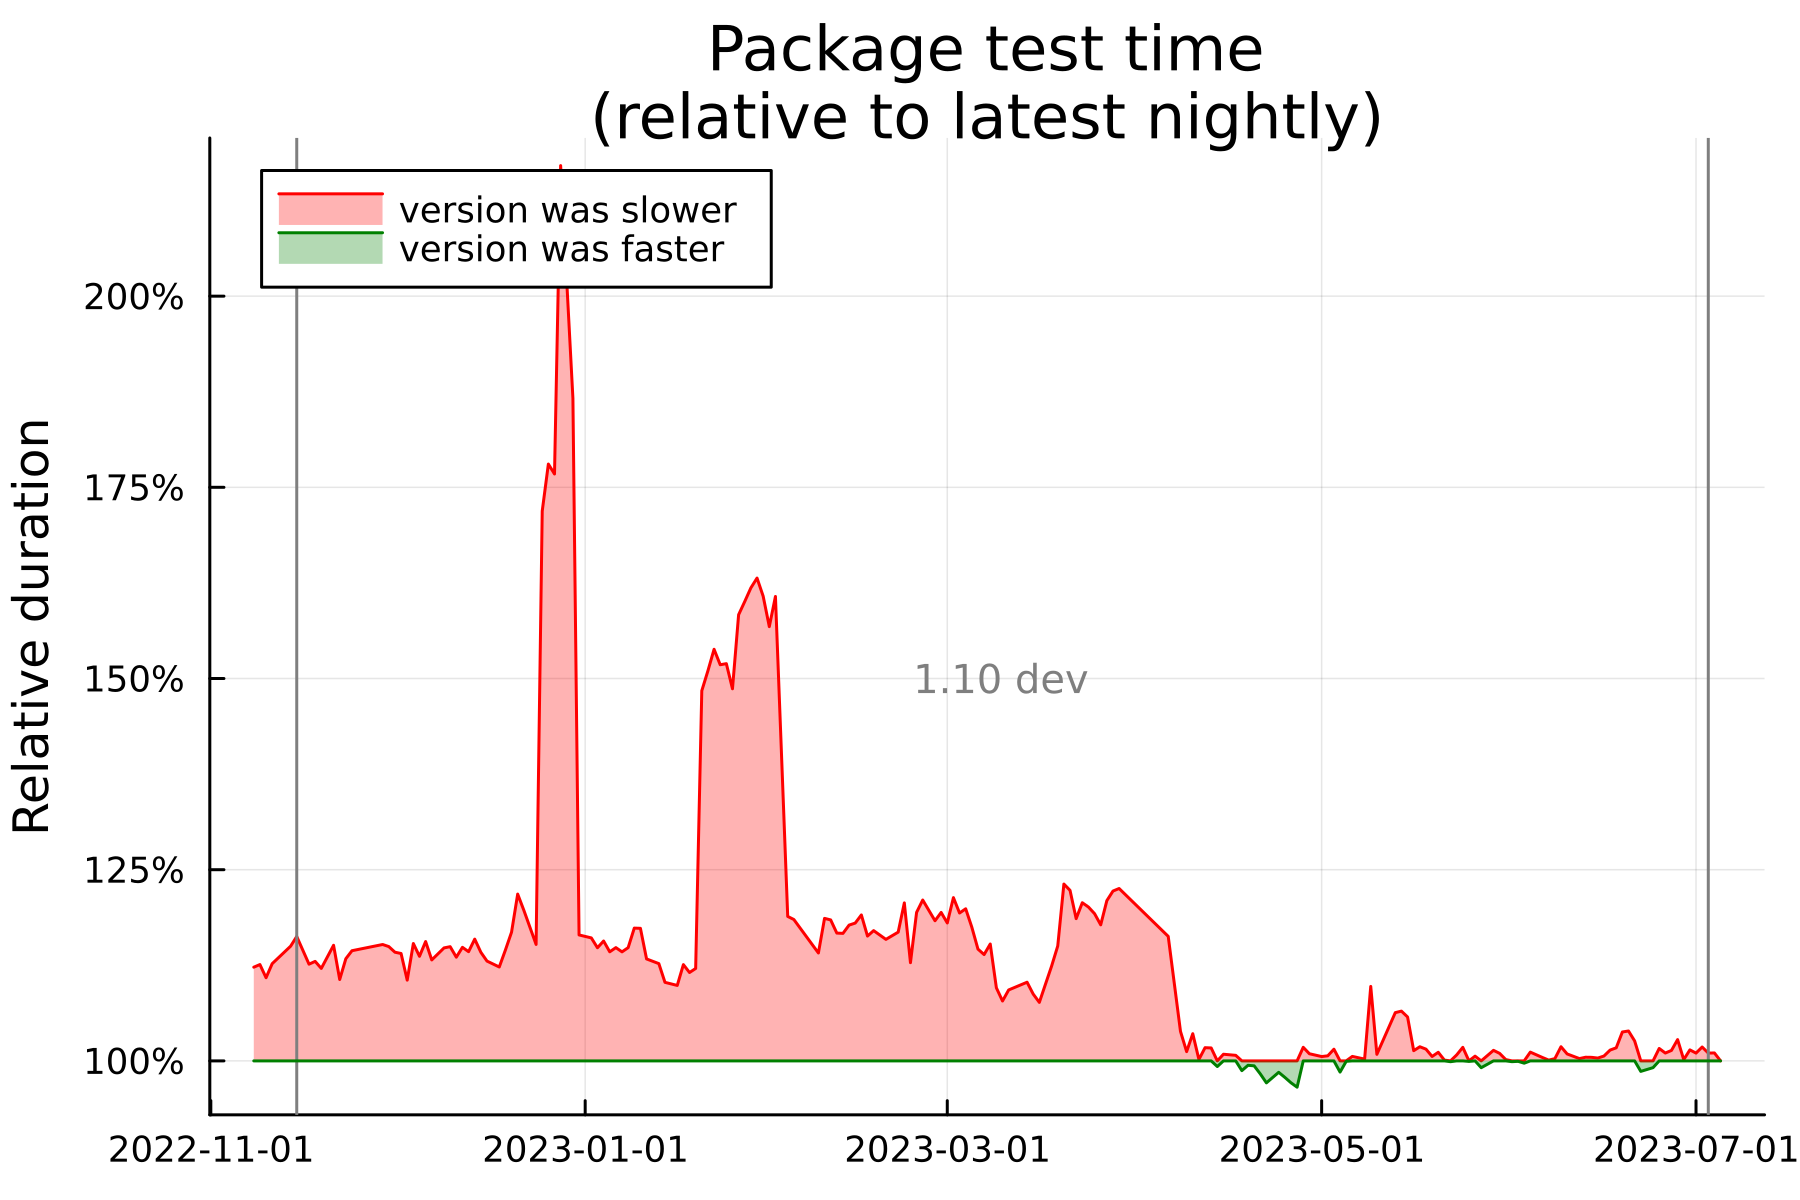 Package test time
(relative to latest nightly)
version was slower
version was faster
200%
175%
150%
125%
100%
Relative duration
1.10 dev
2022-11-01
2023-01-01
2023-03-01
2023-05-01
2023-07-01